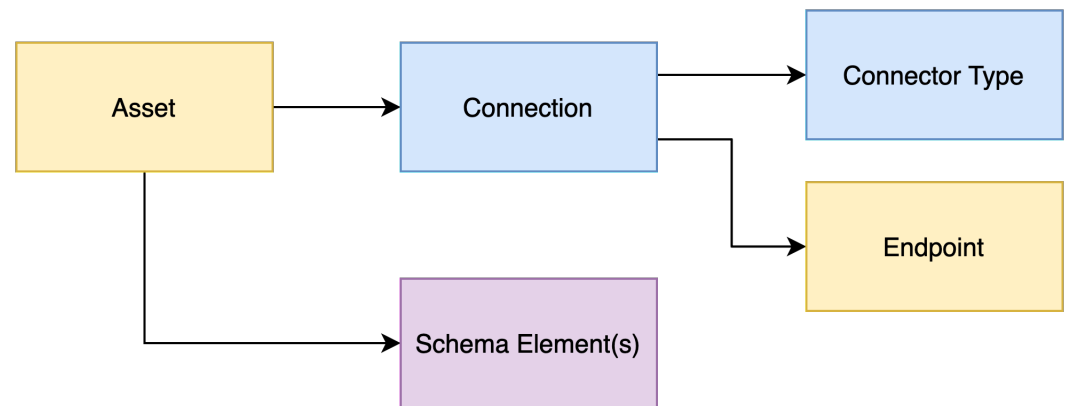 Asset
Connection
Connector Type
Endpoint
Schema Element(s)